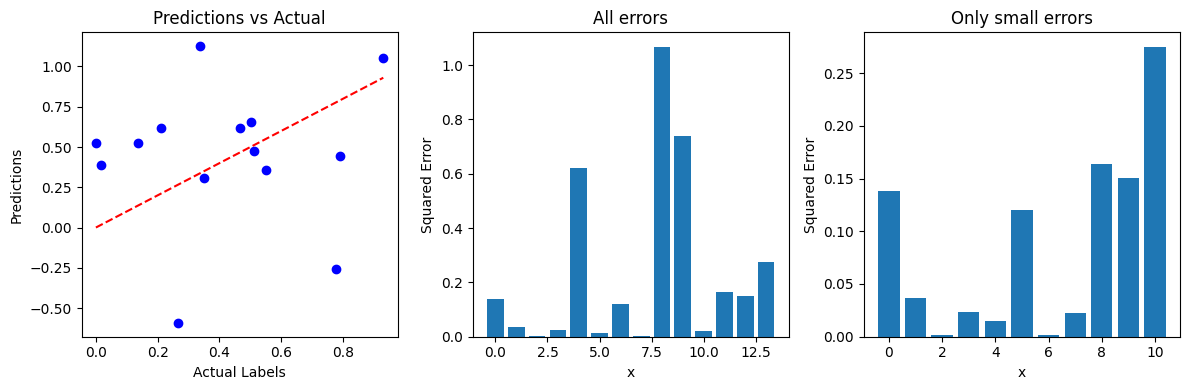 Predictions vs Actual
Predictions
1.00
0.75
0.50
0.25
0.00
−0.25
−0.50
0.0 0.2 0.4 0.6 0.8
Actual Labels
All errors
Squared Error
1.0
0.8
0.6
0.4
0.2
0.0
0.0 2.5 5.0 7.5 10.0 12.5
x
Only small errors
Squared Error
0.25
0.20
0.15
0.10
0.05
0.00
0 2 4 6 8 10
x